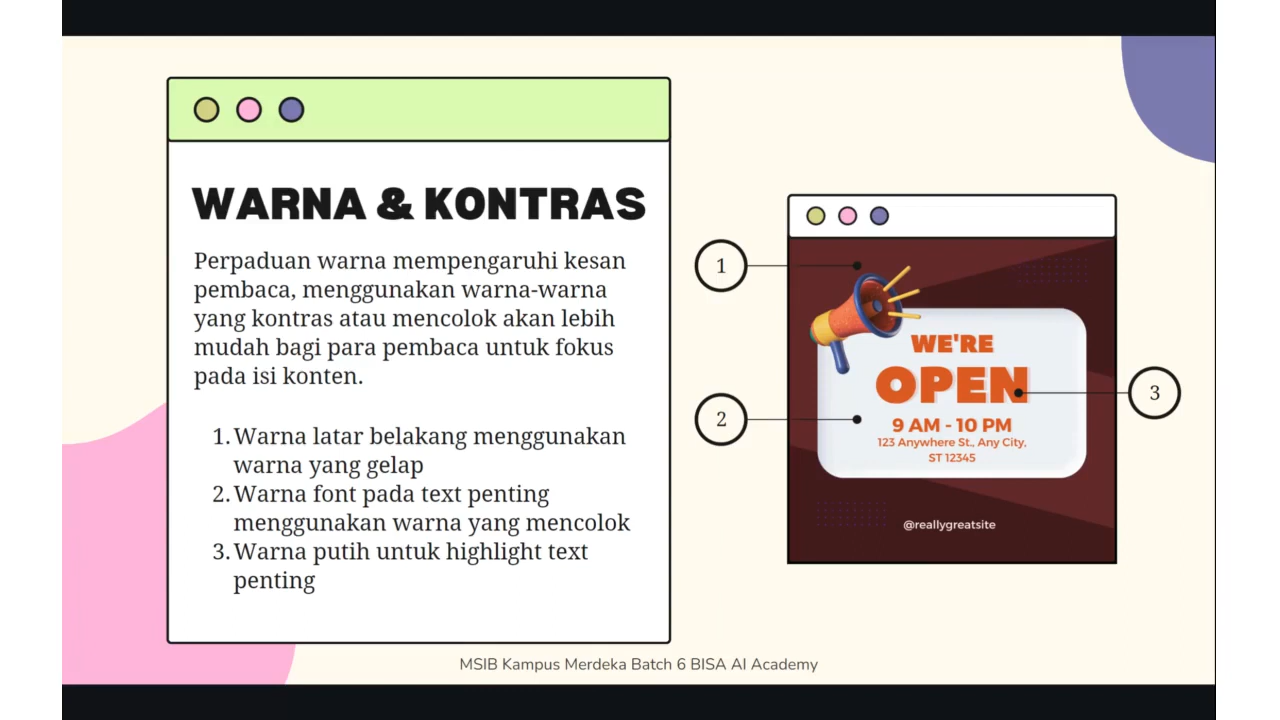 WARNA & KONTRAS
Perpaduan warna mempengaruhi kesan
pembaca, menggunakan warna-warna
yang kontras atau mencolok akan lebih
mudah bagi para pembaca untuk fokus
pada isi konten.
1. Warna latar belakang menggunakan
warna yang gelap
2. Warna font pada text penting
menggunakan warna yang mencolok
3. Warna putih untuk highlight text
penting
1
2
3
WE'RE
OPEN
9 AM - 10 PM
123 Anywhere St., Any City,
ST 12345
@reallygreatsite
MSIB Kampus Merdeka Batch 6 BISA AI Academy